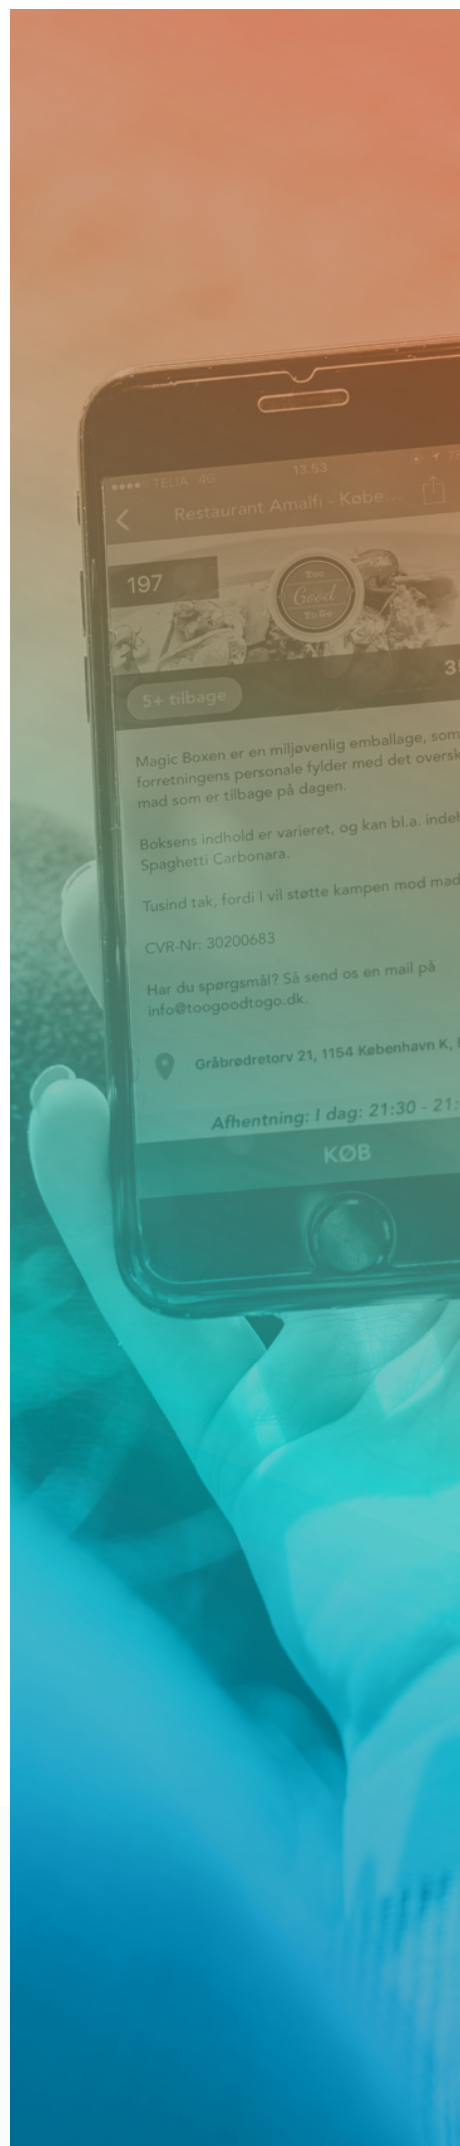 TELIA 4G 13.53 78
Restaurant Amalfi - Købe...
197
Too
Good
To Go
5+ tilbage
Magic Boxen er en miljøvenlig emballage, som
forretningens personale fylder med det oversk
mad som er tilbage på dagen.
Boksens indhold er varieret, og kan bl.a. indeh
Spaghetti Carbonara.
Tusind tak, fordi I vil støtte kampen mod mad
CVR-Nr: 30200683
Har du spørgsmål? Så send os en mail på
info@toogoodtogo.dk.
Gråbrødretorv 21, 1154 København K,
Afhentning: I dag: 21:30 - 21:
KØB